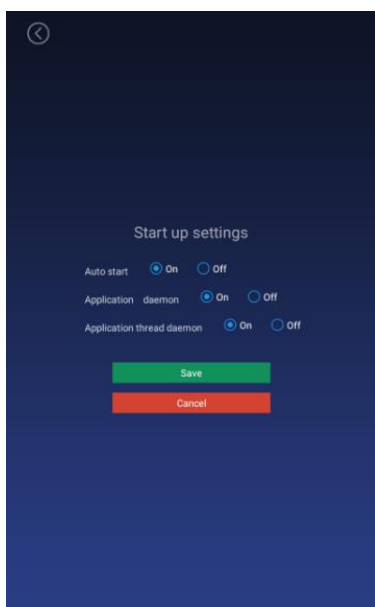 Start up settings
Auto start On Off
Application daemon On Off
Application thread daemon On Off
Save
Cancel